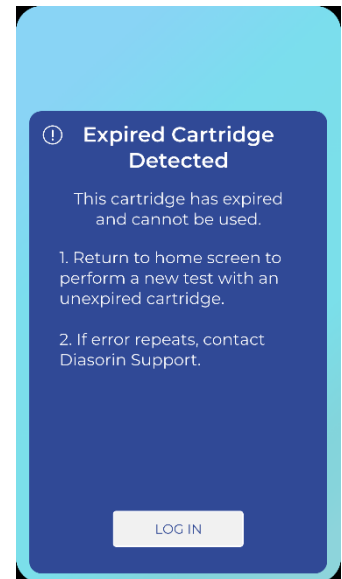 Expired Cartridge
Detected
This cartridge has expired
and cannot be used.
1. Return to home screen to
perform a new test with an
unexpired cartridge.
2. If error repeats, contact
Diasorin Support.
LOG IN